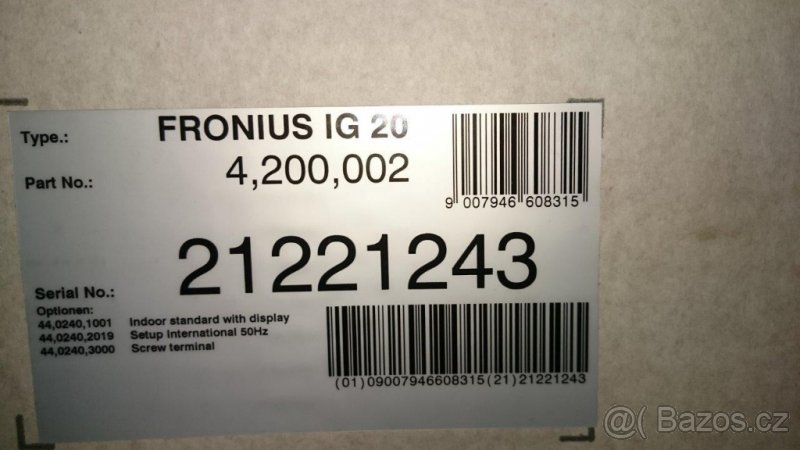 Type.: FRONIUS IG 20
Part No.: 4,200,002
9 007946 608315
Serial No.: 21221243
Optionen:
44,0240,1001 Indoor standard with display
44,0240,2019 Setup International 50Hz
44,0240,3000 Screw terminal
(01)09007946608315(21)21221243
Bazos.cz